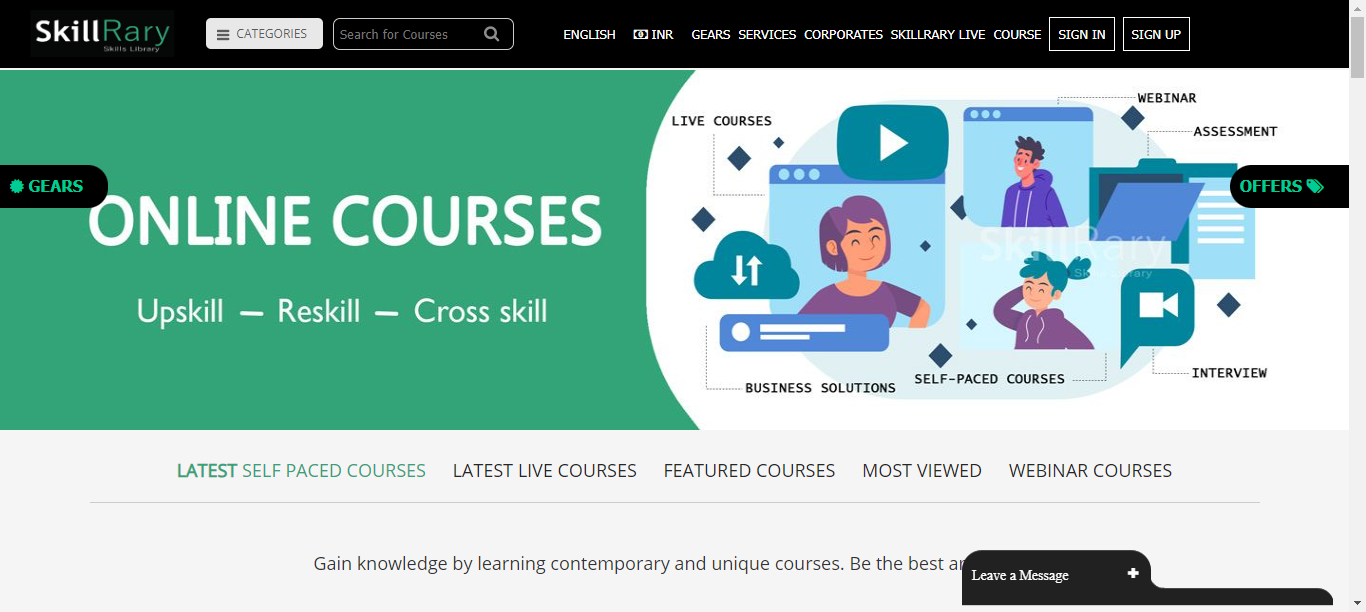 SkillRary
Skills Library
CATEGORIES
Search for Courses
ENGLISH
INR
GEARS
SERVICES
CORPORATES
SKILLRARY LIVE
COURSE
SIGN IN
SIGN UP
GEARS
OFFERS
ONLINE COURSES
Upskill — Reskill — Cross skill
LIVE COURSES
WEBINAR
ASSESSMENT
SkillRary
BUSINESS SOLUTIONS
SELF-PACED COURSES
INTERVIEW
LATEST SELF PACED COURSES
LATEST LIVE COURSES
FEATURED COURSES
MOST VIEWED
WEBINAR COURSES
Gain knowledge by learning contemporary and unique courses. Be the best
Leave a Message